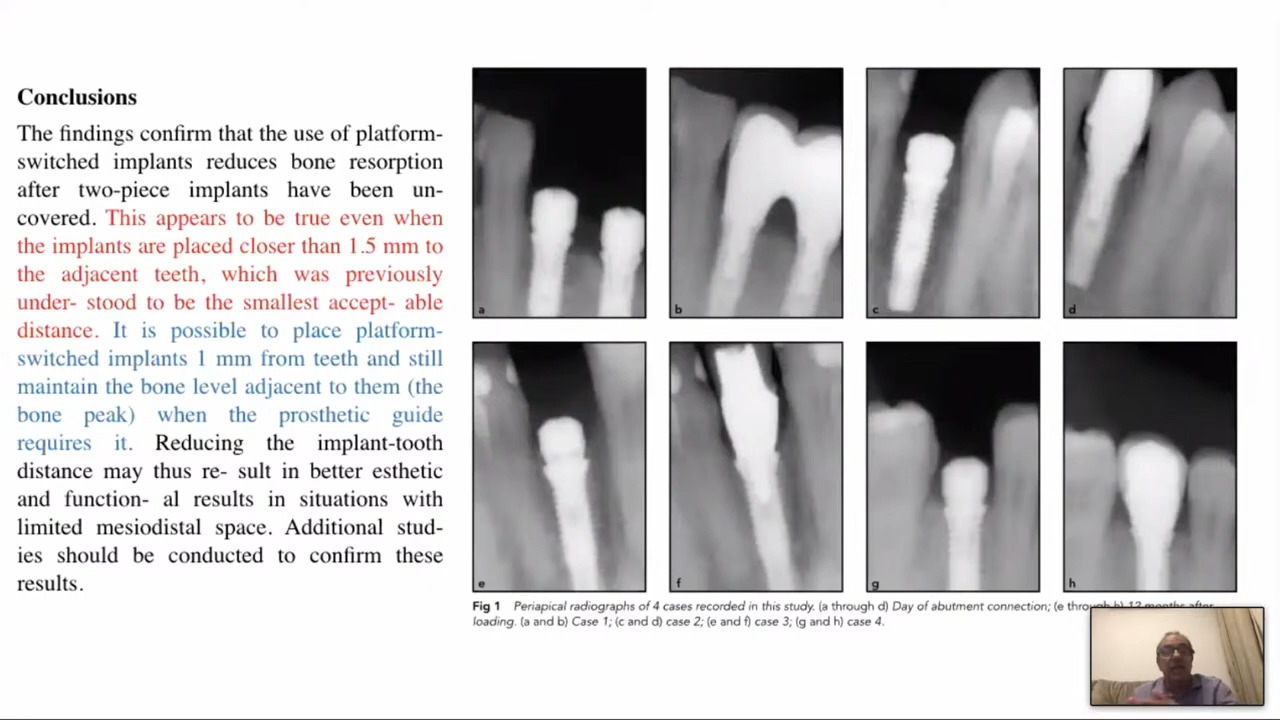 Conclusions
The findings confirm that the use of platform-
switched implants reduces bone resorption
after two-piece implants have been un-
covered. This appears to be true even when
the implants are placed closer than 1.5 mm to
the adjacent teeth, which was previously
under- stood to be the smallest accept- able
distance. It is possible to place platform-
switched implants 1 mm from teeth and still
maintain the bone level adjacent to them (the
bone peak) when the prosthetic guide
requires it. Reducing the implant-tooth
distance may thus re- sult in better esthetic
and function- al results in situations with
limited mesiodistal space. Additional stud-
ies should be conducted to confirm these
results.
a
b
c
d
e
f
g
h
Fig 1 Periapical radiographs of 4 cases recorded in this study. (a through d) Day of abutment connection; (e through h) 12 months after
loading. (a and b) Case 1; (c and d) case 2; (e and f) case 3; (g and h) case 4.